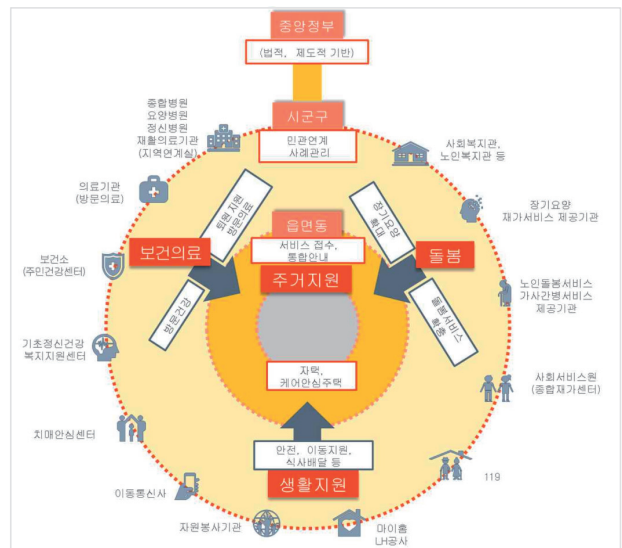 중앙정부
(법적, 제도적 기반)
시군구
민관연계
사례관리
종합병원
요양병원
정신병원
재활의료기관
(지역연계실)
사회복지관,
노인복지관 등
의료기관
(방문의료)
장기요양
재가서비스 제공기관
퇴원 지원
방문의료
장기요양
확대
읍면동
서비스 접수,
통합안내
보건의료
돌봄
주거지원
보건소
(주민건강센터)
노인돌봄서비스
가사간병서비스
제공기관
방문건강
돌봄서비스
확충
기초정신건강
복지지원센터
자택,
케어안심주택
사회서비스원
(종합재가센터)
치매안심센터
안전, 이동지원,
식사배달 등
생활지원
119
이동통신사
자원봉사기관
마이홈
LH공사